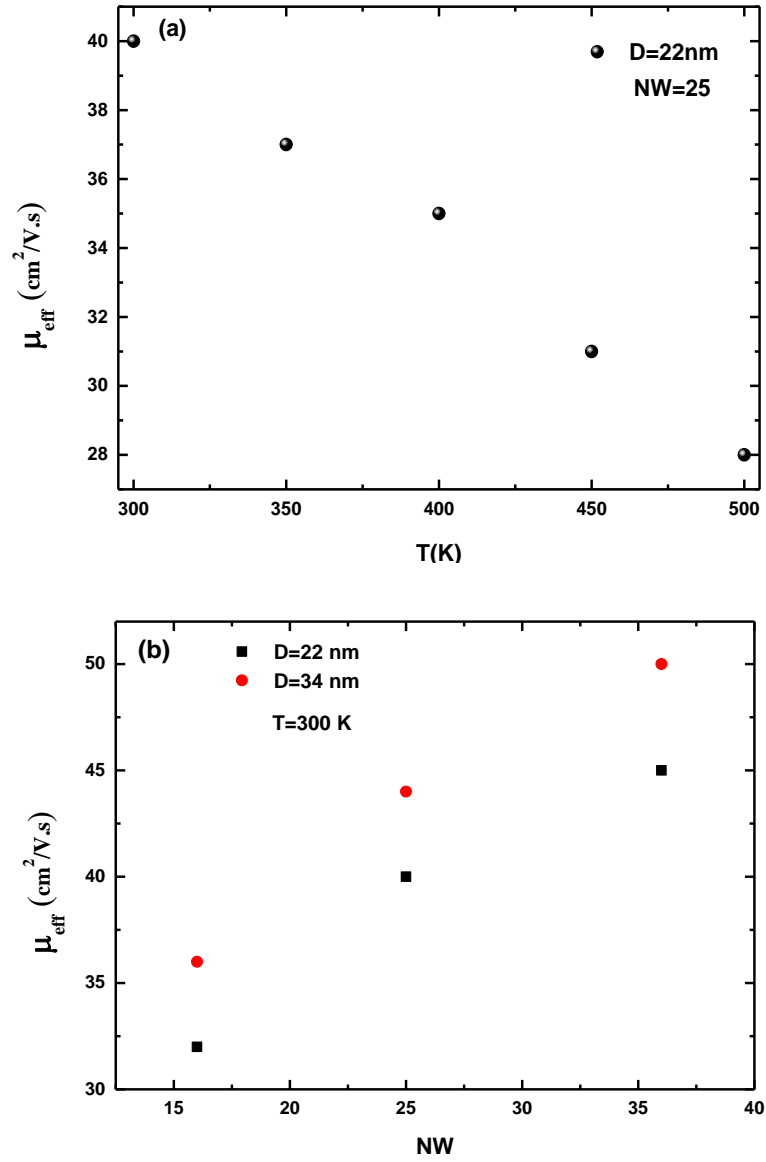 (a)
D=22nm
NW=25
40
38
36
34
32
30
28
μeff (cm²/V.s)
300
350
400
450
500
T(K)
(b)
D=22 nm
D=34 nm
T=300 K
50
45
40
35
30
μeff (cm²/V.s)
15
20
25
30
35
40
NW